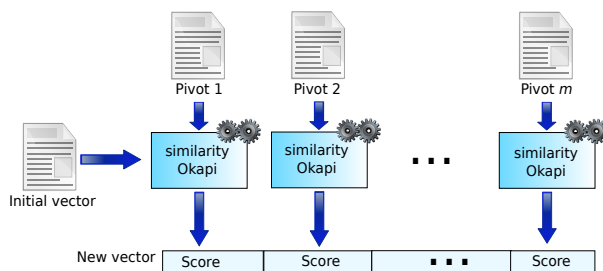 Pivot 1
Pivot 2
Pivot m
similarity
Okapi
similarity
Okapi
...
similarity
Okapi
Initial vector
New vector
Score
Score
...
Score